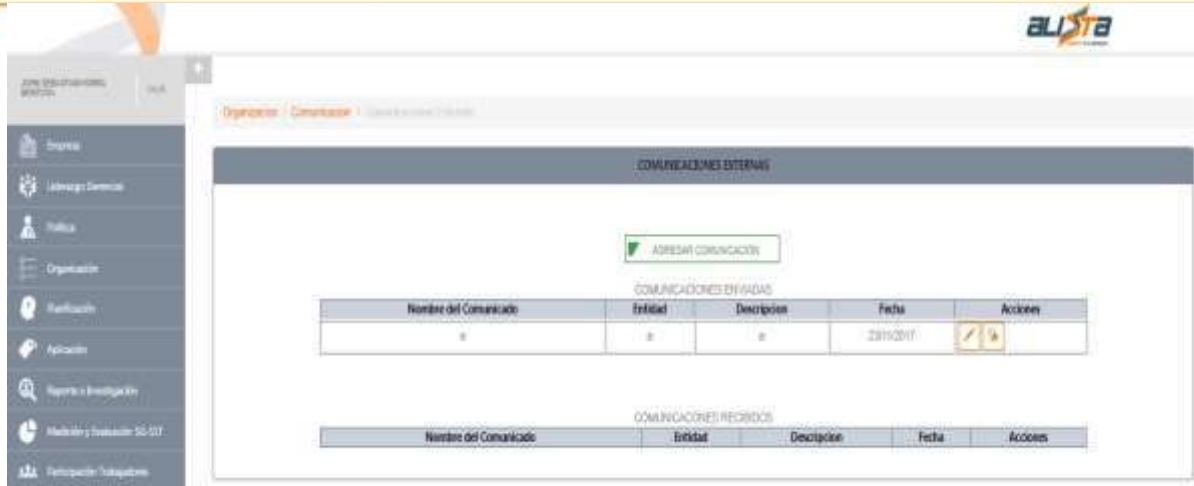 aLISTa
Organización / Comunicación /
COMUNICACIONES EXTERNAS
Empresa
Liderazgo Gerencial
Política
Organización
Planificación
Aplicación
Reporte e Investigación
Medición y Evaluación SG-SST
Participación Trabajadores
AGREGAR COMUNICACIÓN
COMUNICACIONES ENVIADAS
Nombre del Comunicado Entidad Descripcion Fecha Acciones
COMUNICACIONES RECIBIDOS
Nombre del Comunicado Entidad Descripcion Fecha Acciones